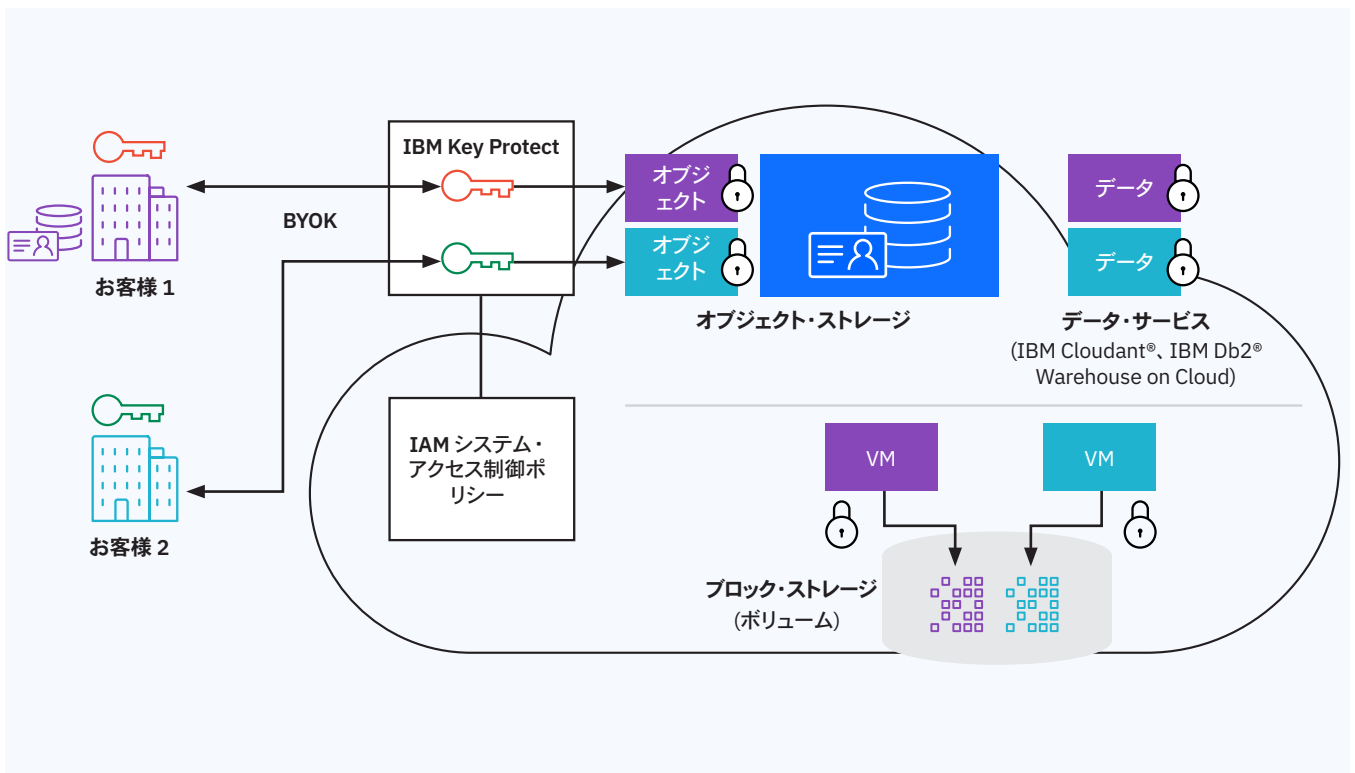 IBM Key Protect
BYOK
お客様 1
お客様 2
IAM システム・
アクセス制御ポ
リシー
オブジ
ェクト
オブジ
ェクト
オブジェクト・ストレージ
データ
データ
データ・サービス
(IBM Cloudant®、IBM Db2®
Warehouse on Cloud)
VM
VM
ブロック・ストレージ
(ボリューム)